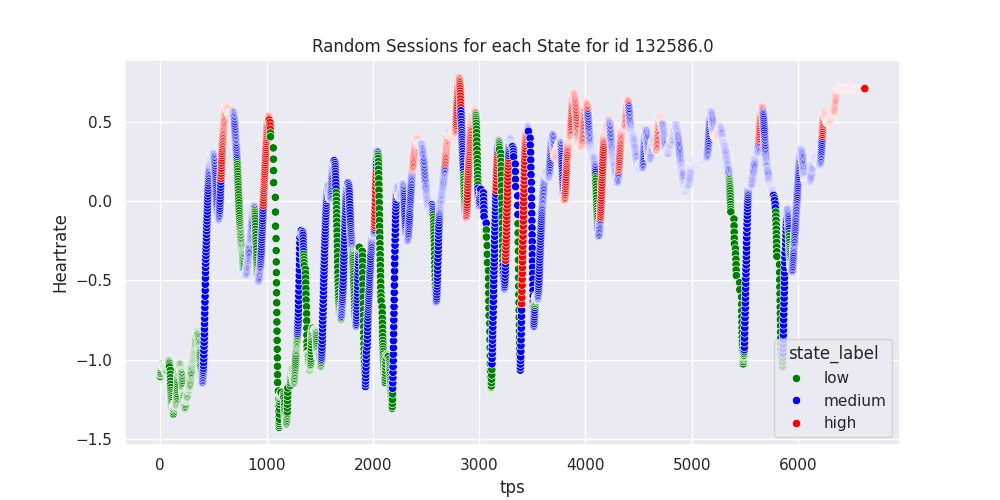 Random Sessions for each State for id 132586.0
Heartrate
0.5
0.0
−0.5
−1.0
−1.5
0 1000 2000 3000 4000 5000 6000
tps
state_label
low
medium
high